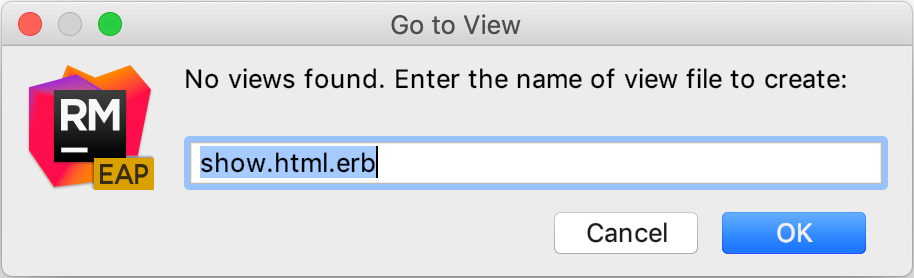 Go to View
No views found. Enter the name of view file to create:
RM
EAP
show.html.erb
Cancel
OK